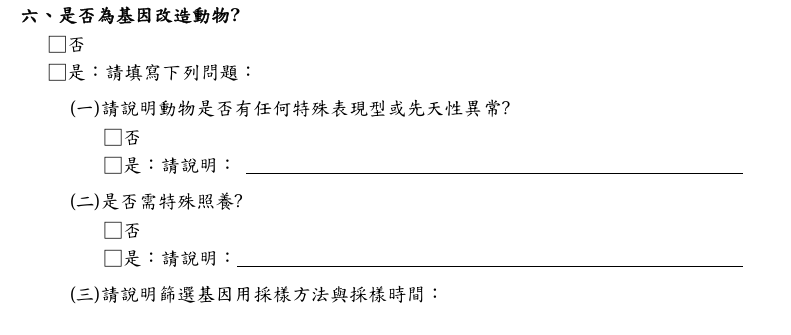 六、是否為基因改造動物?
□否
□是：請填寫下列問題：
(一)請說明動物是否有任何特殊表現型或先天性異常?
□否
□是：請說明：
(二)是否需特殊照養?
□否
□是：請說明：
(三)請說明篩選基因用採樣方法與採樣時間：